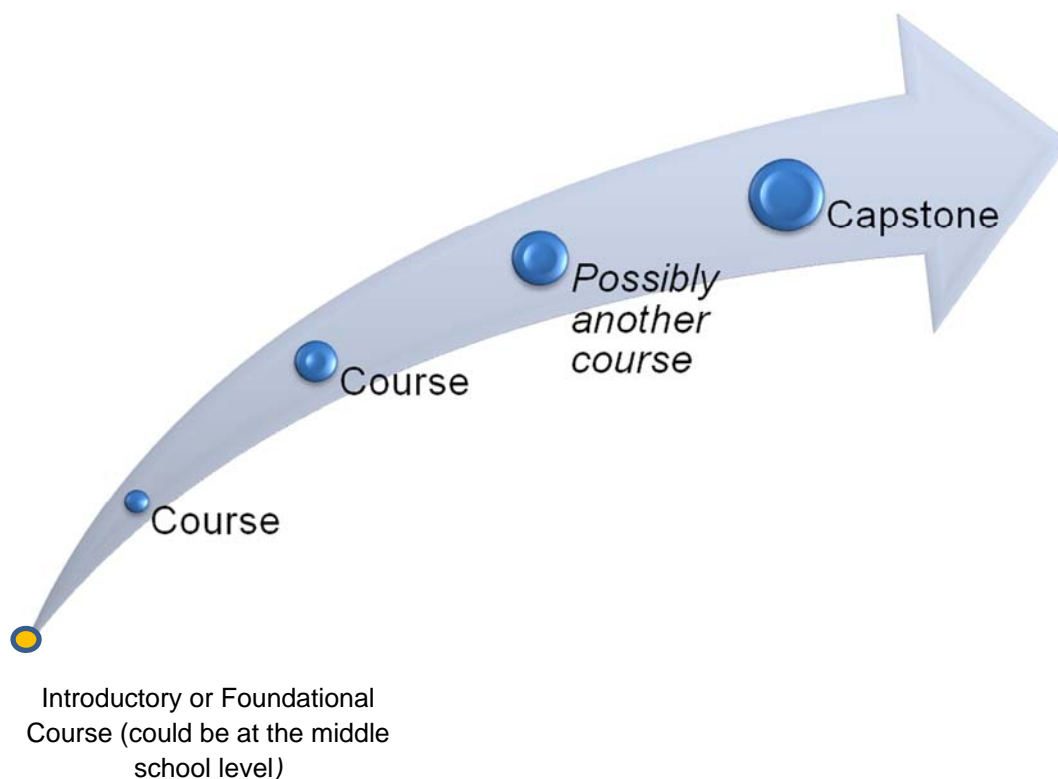 Capstone
Possibly
another
course
Course
Course
Introductory or Foundational
Course (could be at the middle
school level)